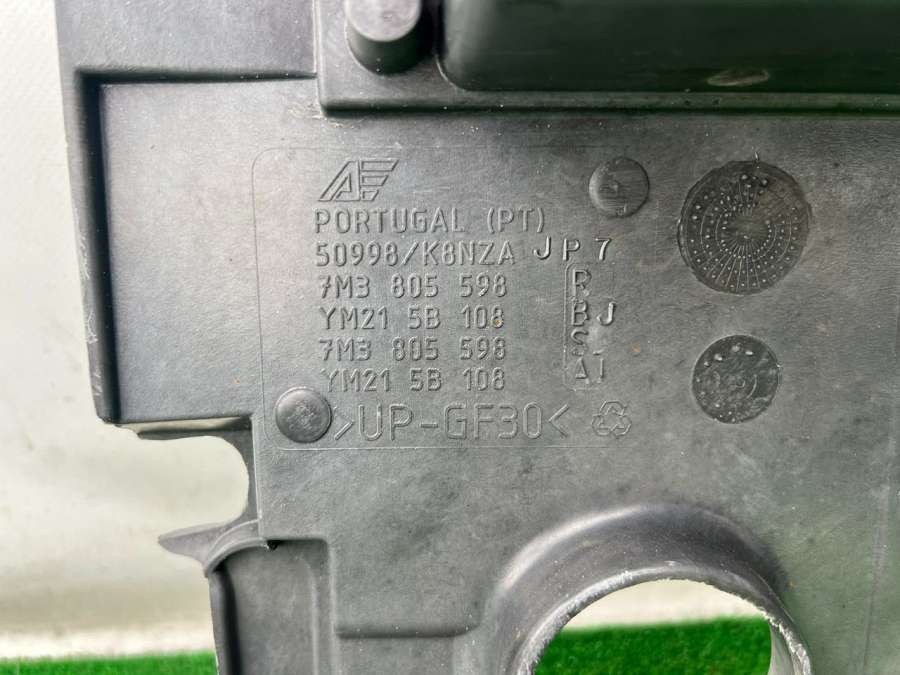 AE
PORTUGAL (PT)
50998/K8NZA JP7
7M3 805 598 R
YM21 5B 108 BJ
7M3 805 598 S
YM21 5B 108 A1
>UP-GF30<